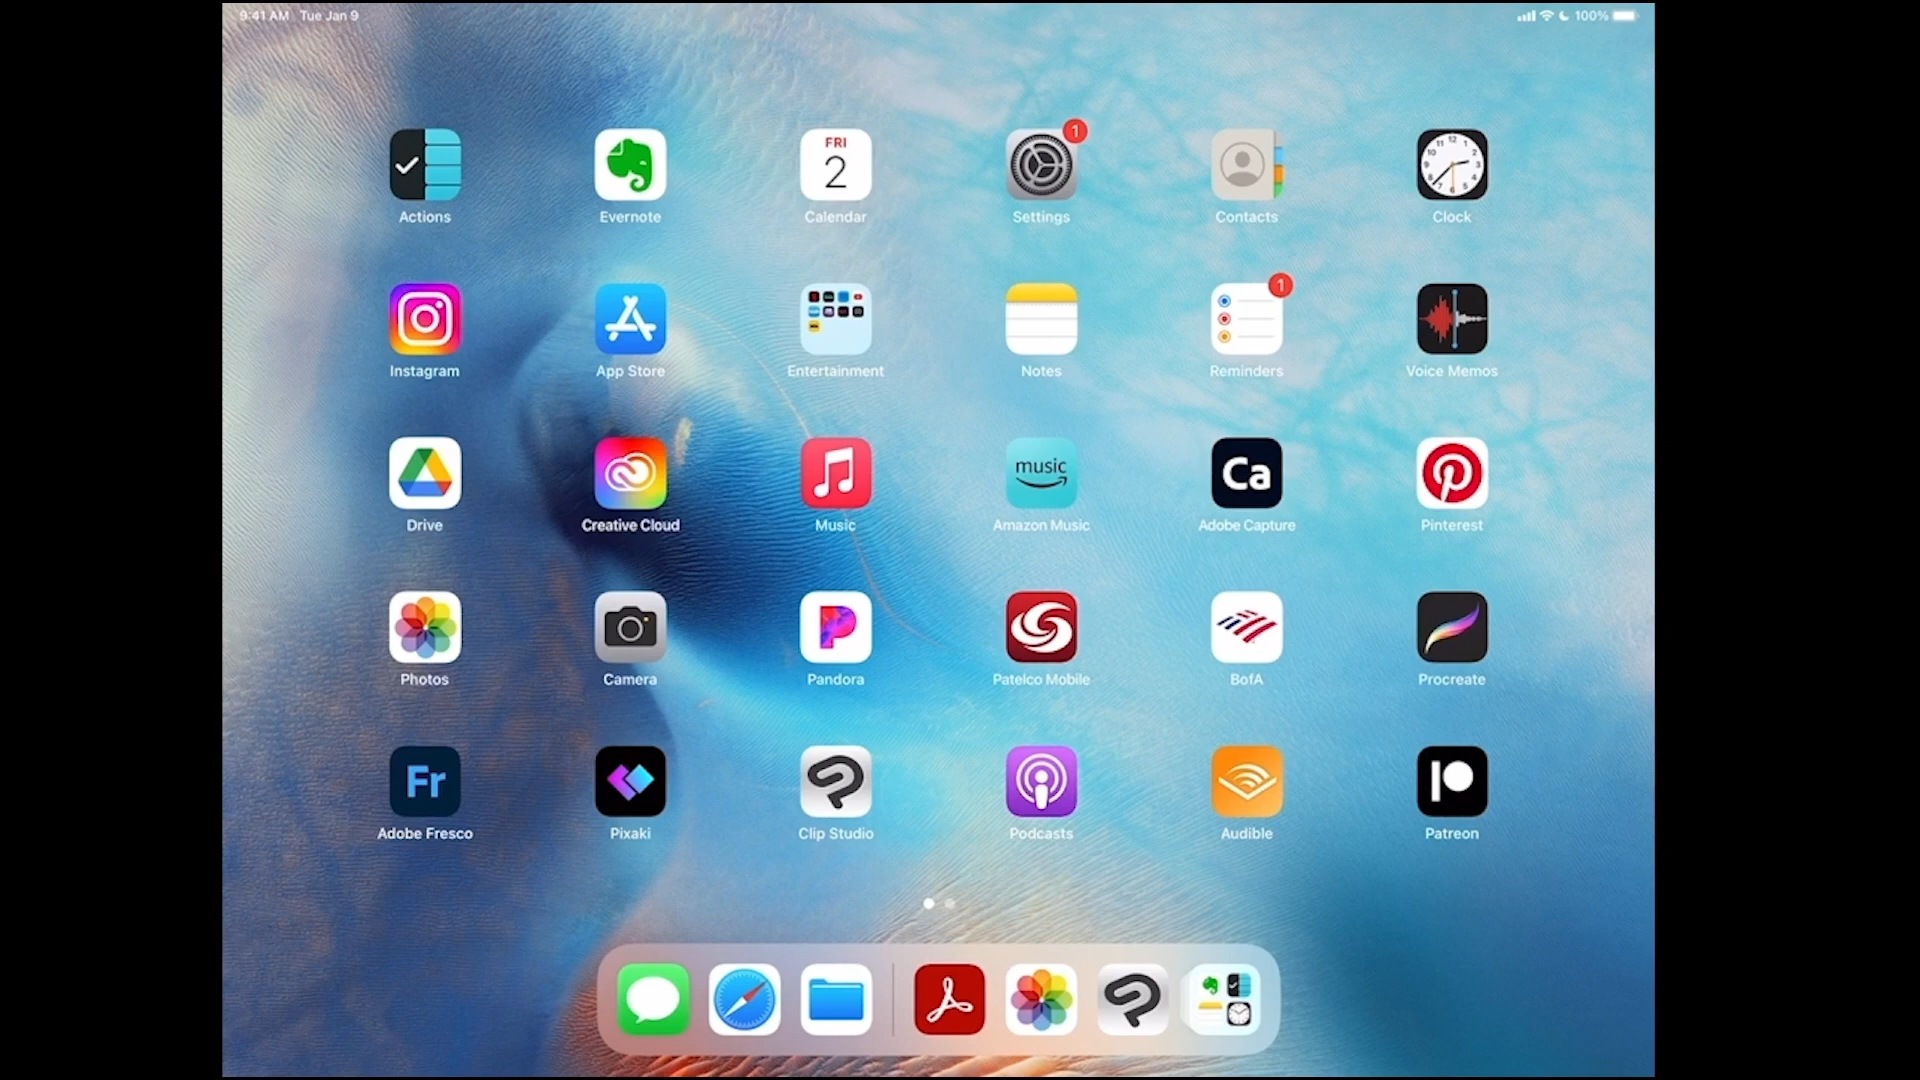 9:41 AM Tue Jan 9
100%
FRI
2
1
Actions Evernote Calendar Settings Contacts Clock
1
Instagram App Store Entertainment Notes Reminders Voice Memos
music
Ca
Drive Creative Cloud Music Amazon Music Adobe Capture Pinterest
Photos Camera Pandora Patelco Mobile BofA Procreate
Fr
Adobe Fresco Pixaki Clip Studio Podcasts Audible Patreon